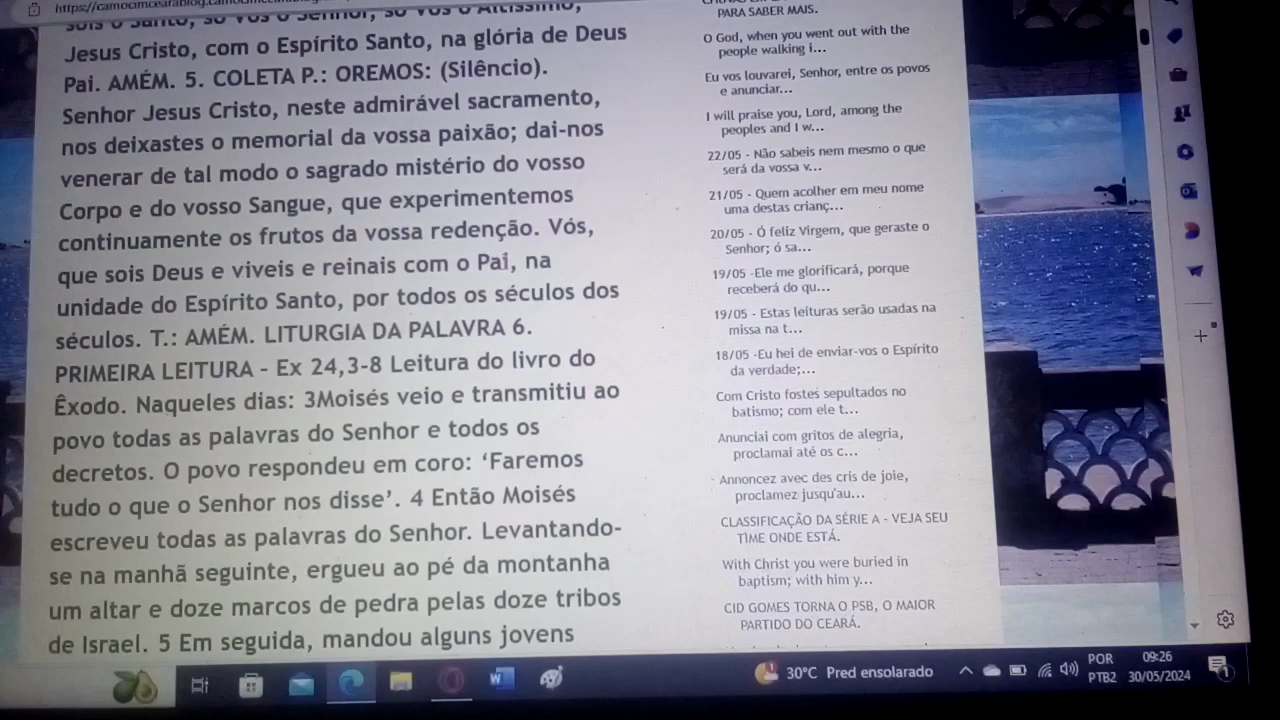 https://camocimcearablog.camocimc
sois o Santo, só Vós o Senhor, só Vós o Altíssimo,
Jesus Cristo, com o Espírito Santo, na glória de Deus
Pai. AMÉM. 5. COLETA P.: OREMOS: (Silêncio).
Senhor Jesus Cristo, neste admirável sacramento,
nos deixastes o memorial da vossa paixão; dai-nos
venerar de tal modo o sagrado mistério do vosso
Corpo e do vosso Sangue, que experimentemos
continuamente os frutos da vossa redenção. Vós,
que sois Deus e viveis e reinais com o Pai, na
unidade do Espírito Santo, por todos os séculos dos
séculos. T.: AMÉM. LITURGIA DA PALAVRA 6.
PRIMEIRA LEITURA - Ex 24,3-8 Leitura do livro do
Êxodo. Naqueles dias: 3Moisés veio e transmitiu ao
povo todas as palavras do Senhor e todos os
decretos. O povo respondeu em coro: ‘Faremos
tudo o que o Senhor nos disse’. 4 Então Moisés
escreveu todas as palavras do Senhor. Levantando-
se na manhã seguinte, ergueu ao pé da montanha
um altar e doze marcos de pedra pelas doze tribos
de Israel. 5 Em seguida, mandou alguns jovens
PARA SABER MAIS.
O God, when you went out with the
people walking i...
Eu vos louvarei, Senhor, entre os povos
e anunciar...
I will praise you, Lord, among the
peoples and I w...
22/05 - Não sabeis nem mesmo o que
será da vossa v...
21/05 - Quem acolher em meu nome
uma destas crianç...
20/05 - Ó feliz Virgem, que geraste o
Senhor; ó sa...
19/05 -Ele me glorificará, porque
receberá do qu...
19/05 - Estas leituras serão usadas na
missa na t...
18/05 -Eu hei de enviar-vos o Espírito
da verdade;...
Com Cristo fostes sepultados no
batismo; com ele t...
Anunciai com gritos de alegria,
proclamai até os c...
Annoncez avec des cris de joie,
proclamez jusqu'au...
CLASSIFICAÇÃO DA SÉRIE A - VEJA SEU
TIME ONDE ESTÁ.
With Christ you were buried in
baptism; with him y...
CID GOMES TORNA O PSB, O MAIOR
PARTIDO DO CEARÁ.
30°C Pred ensolarado
POR
PTB2
09:26
30/05/2024
1